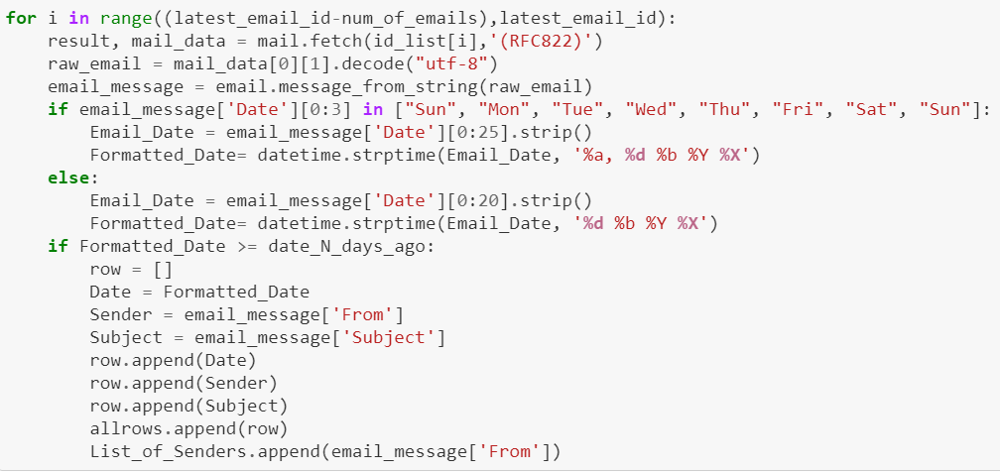 for i in range((latest_email_id-num_of_emails),latest_email_id):
    result, mail_data = mail.fetch(id_list[i],'(RFC822)')
    raw_email = mail_data[0][1].decode("utf-8")
    email_message = email.message_from_string(raw_email)
    if email_message['Date'][0:3] in ["Sun", "Mon", "Tue", "Wed", "Thu", "Fri", "Sat", "Sun"]:
        Email_Date = email_message['Date'][0:25].strip()
        Formatted_Date= datetime.strptime(Email_Date, '%a, %d %b %Y %X')
    else:
        Email_Date = email_message['Date'][0:20].strip()
        Formatted_Date= datetime.strptime(Email_Date, '%d %b %Y %X')
    if Formatted_Date >= date_N_days_ago:
        row = []
        Date = Formatted_Date
        Sender = email_message['From']
        Subject = email_message['Subject']
        row.append(Date)
        row.append(Sender)
        row.append(Subject)
        allrows.append(row)
        List_of_Senders.append(email_message['From'])